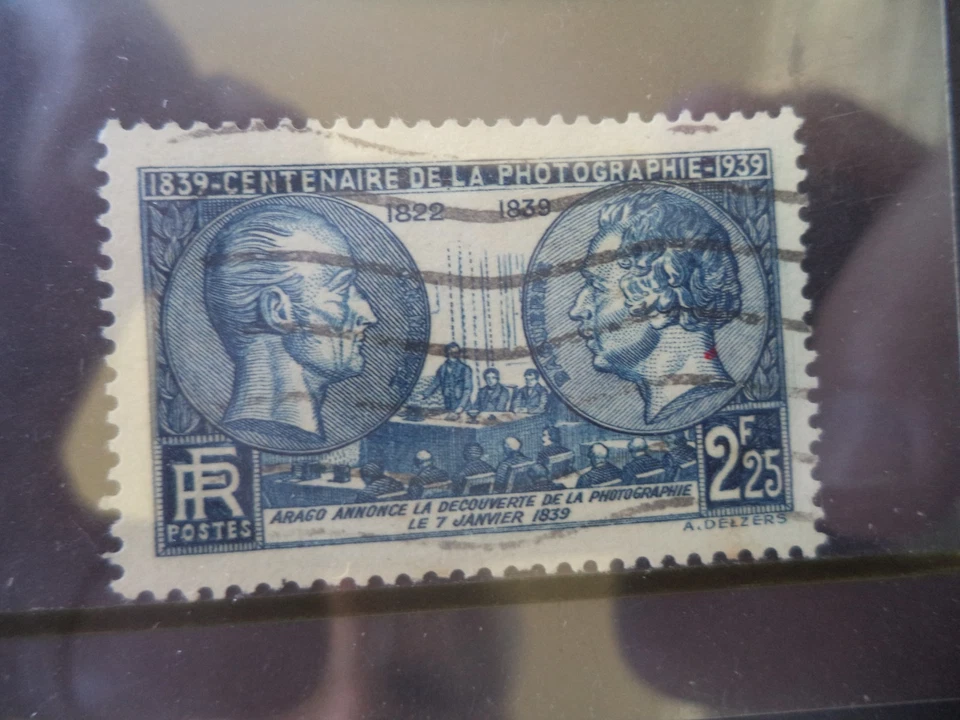 1839-CENTENAIRE DE LA PHOTOGRAPHIE-1939
1822 1839
RF
POSTES
ARAGO ANNONCE LA DECOUVERTE DE LA PHOTOGRAPHIE
LE 7 JANVIER 1839
2F25
A. DELZERS